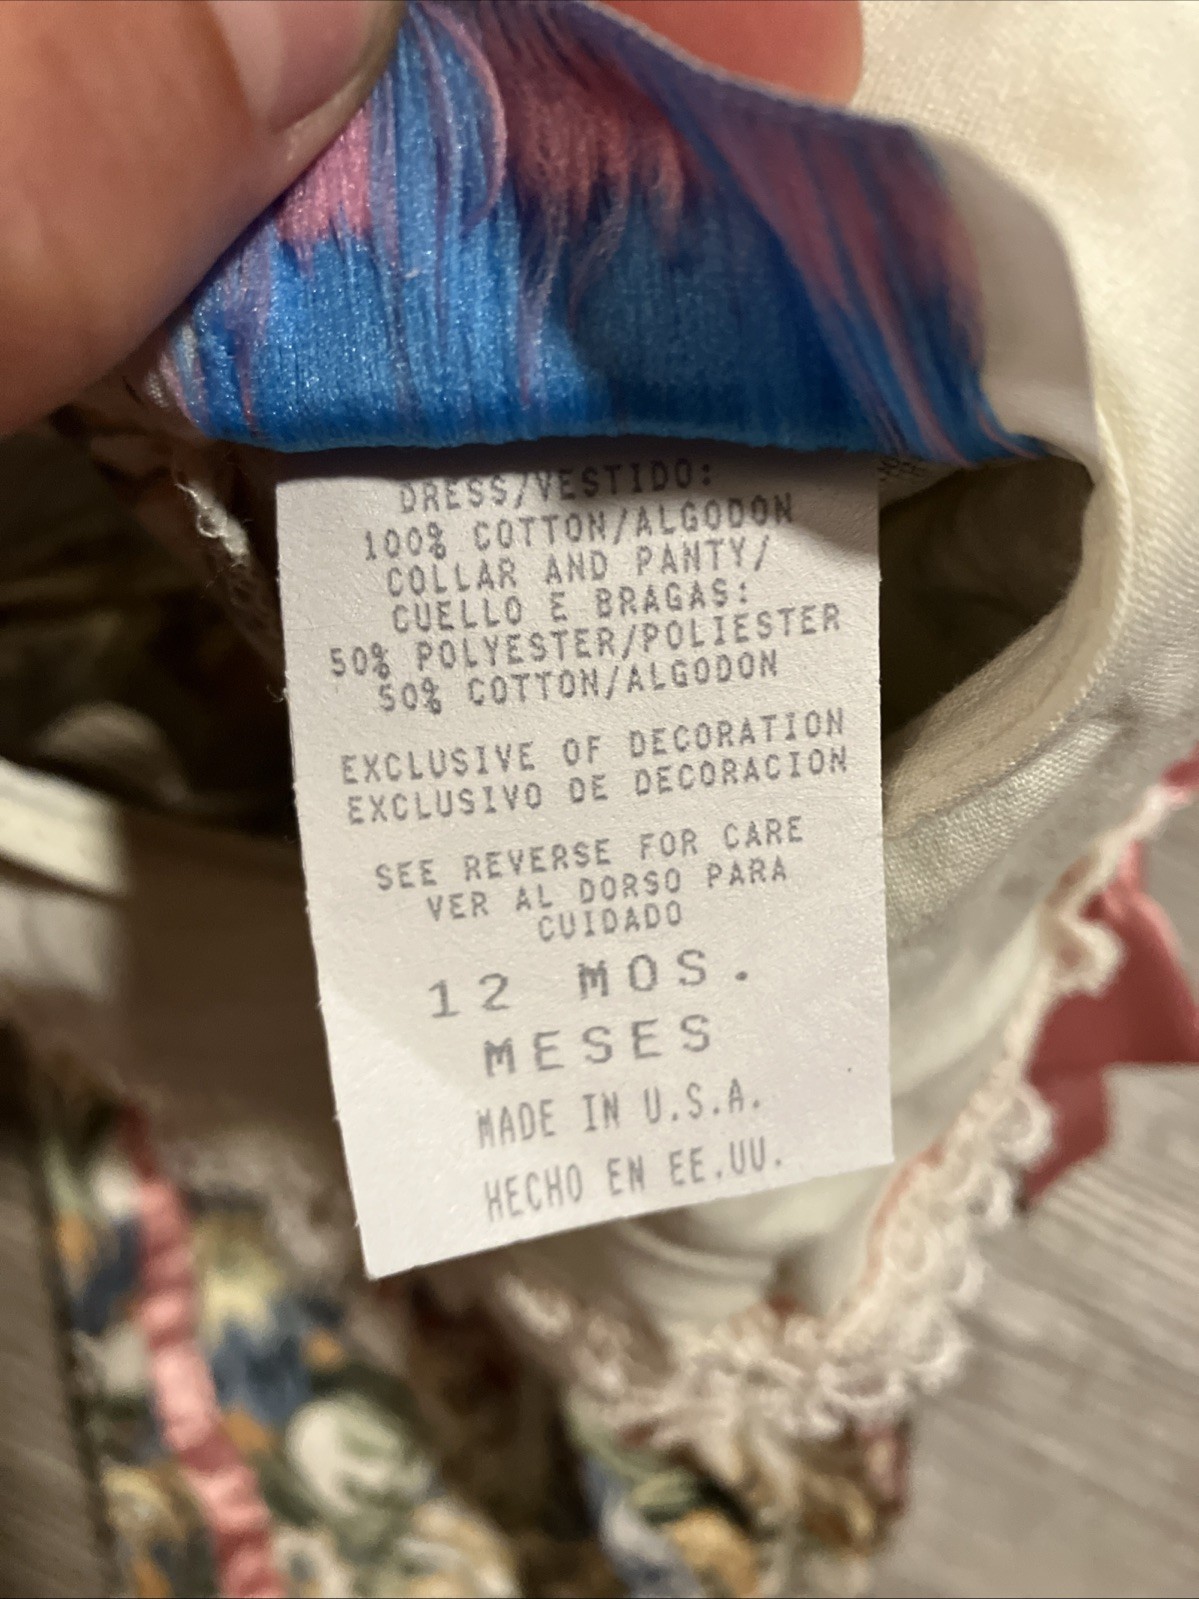 DRESS/VESTIDO:
100% COTTON/ALGODON
COLLAR AND PANTY/
CUELLO E BRAGAS:
50% POLYESTER/POLIESTER
50% COTTON/ALGODON
EXCLUSIVE OF DECORATION
EXCLUSIVO DE DECORACION
SEE REVERSE FOR CARE
VER AL DORSO PARA
CUIDADO
12 MOS.
MESES
MADE IN U.S.A.
HECHO EN EE.UU.